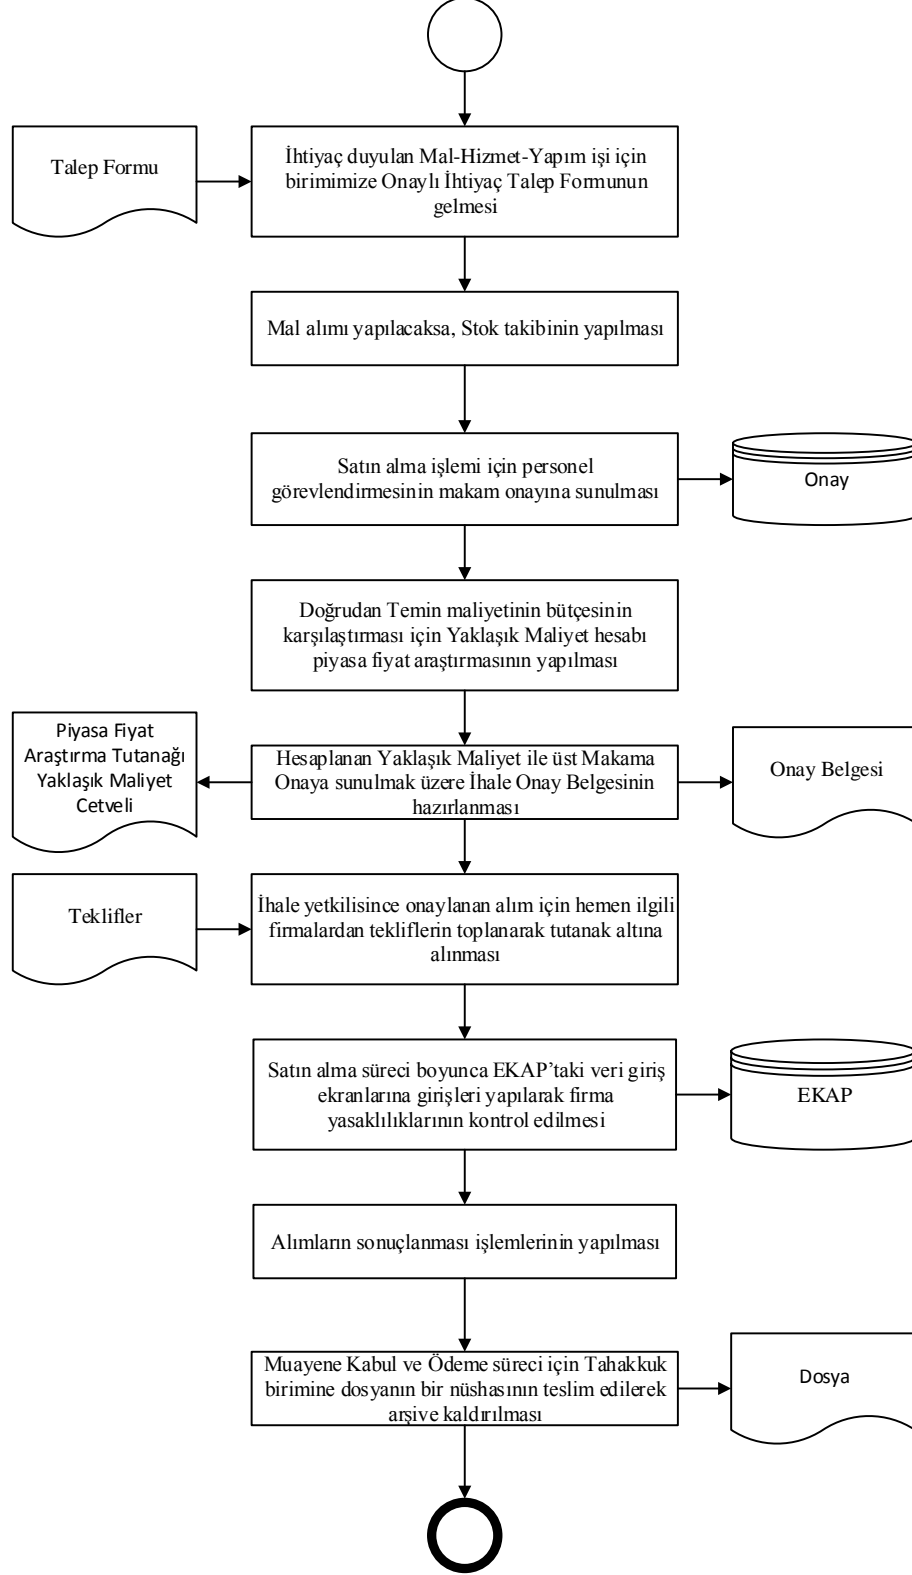 Talep Formu
İhtiyaç duyulan Mal-Hizmet-Yapım işi için
birimimize Onaylı İhtiyaç Talep Formunun
gelmesi
Mal alımı yapılacaksa, Stok takibinin yapılması
Satın alma işlemi için personel
görevlendirmesinin makam onayına sunulması
Onay
Doğrudan Temin maliyetinin bütçesinin
karşılaştırması için Yaklaşık Maliyet hesabı
piyasa fiyat araştırmasının yapılması
Piyasa Fiyat
Araştırma Tutanağı
Yaklaşık Maliyet
Cetveli
Hesaplanan Yaklaşık Maliyet ile üst Makama
Onaya sunulmak üzere İhale Onay Belgesinin
hazırlanması
Onay Belgesi
Teklifler
İhale yetkilisince onaylanan alım için hemen ilgili
firmalardan tekliflerin toplanarak tutanak altına
alınması
Satın alma süreci boyunca EKAP’taki veri giriş
ekranlarına girişleri yapılarak firma
yasaklılıklarının kontrol edilmesi
EKAP
Alımların sonuçlanması işlemlerinin yapılması
Muayene Kabul ve Ödeme süreci için Tahakkuk
birimine dosyanın bir nüshasının teslim edilerek
arşive kaldırılması
Dosya